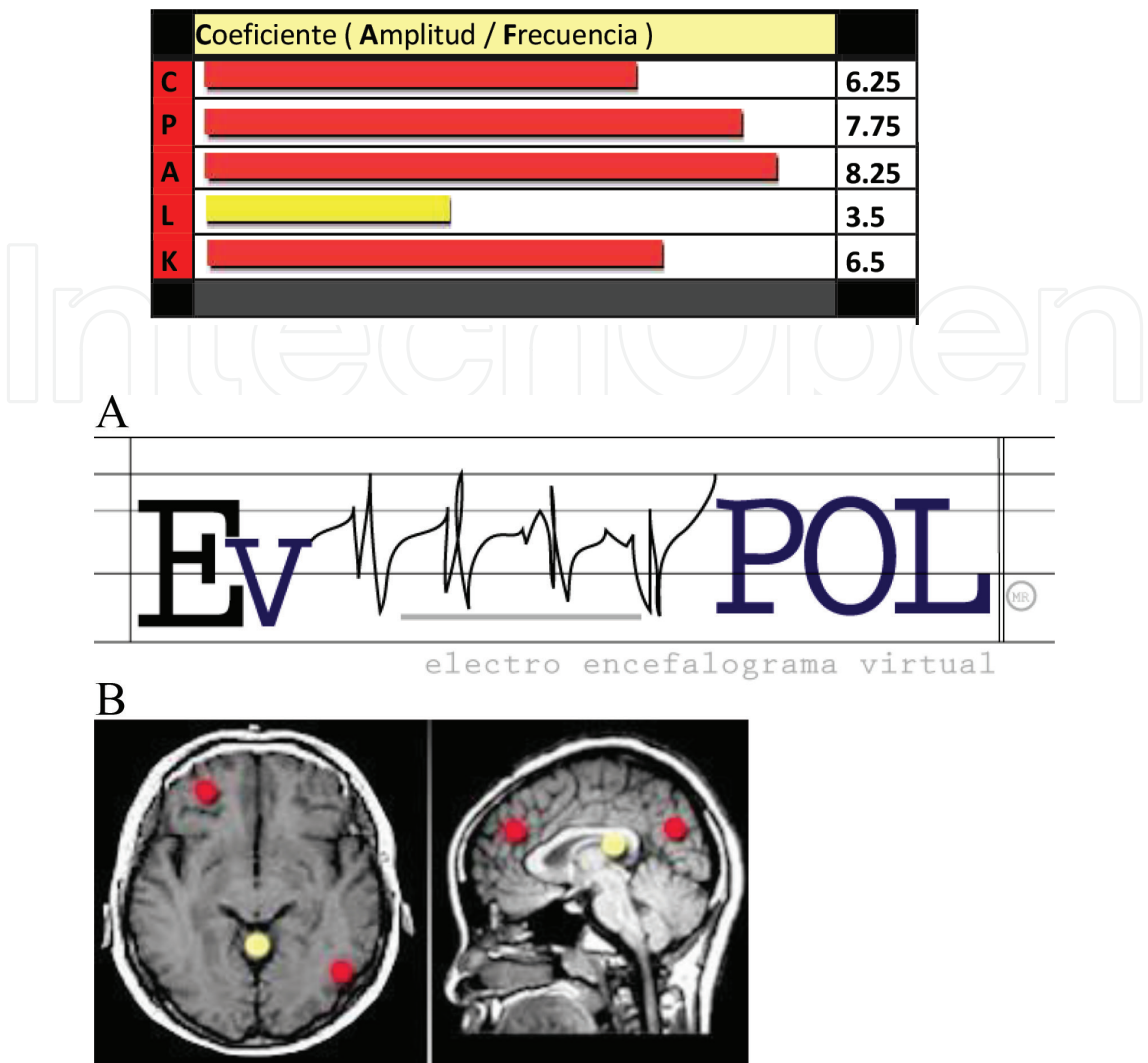 Coeficiente ( Amplitud / Frecuencia )
C 6.25
P 7.75
A 8.25
L 3.5
K 6.5
IntechOpen
A
Ev POL MR
electro encefalograma virtual
B